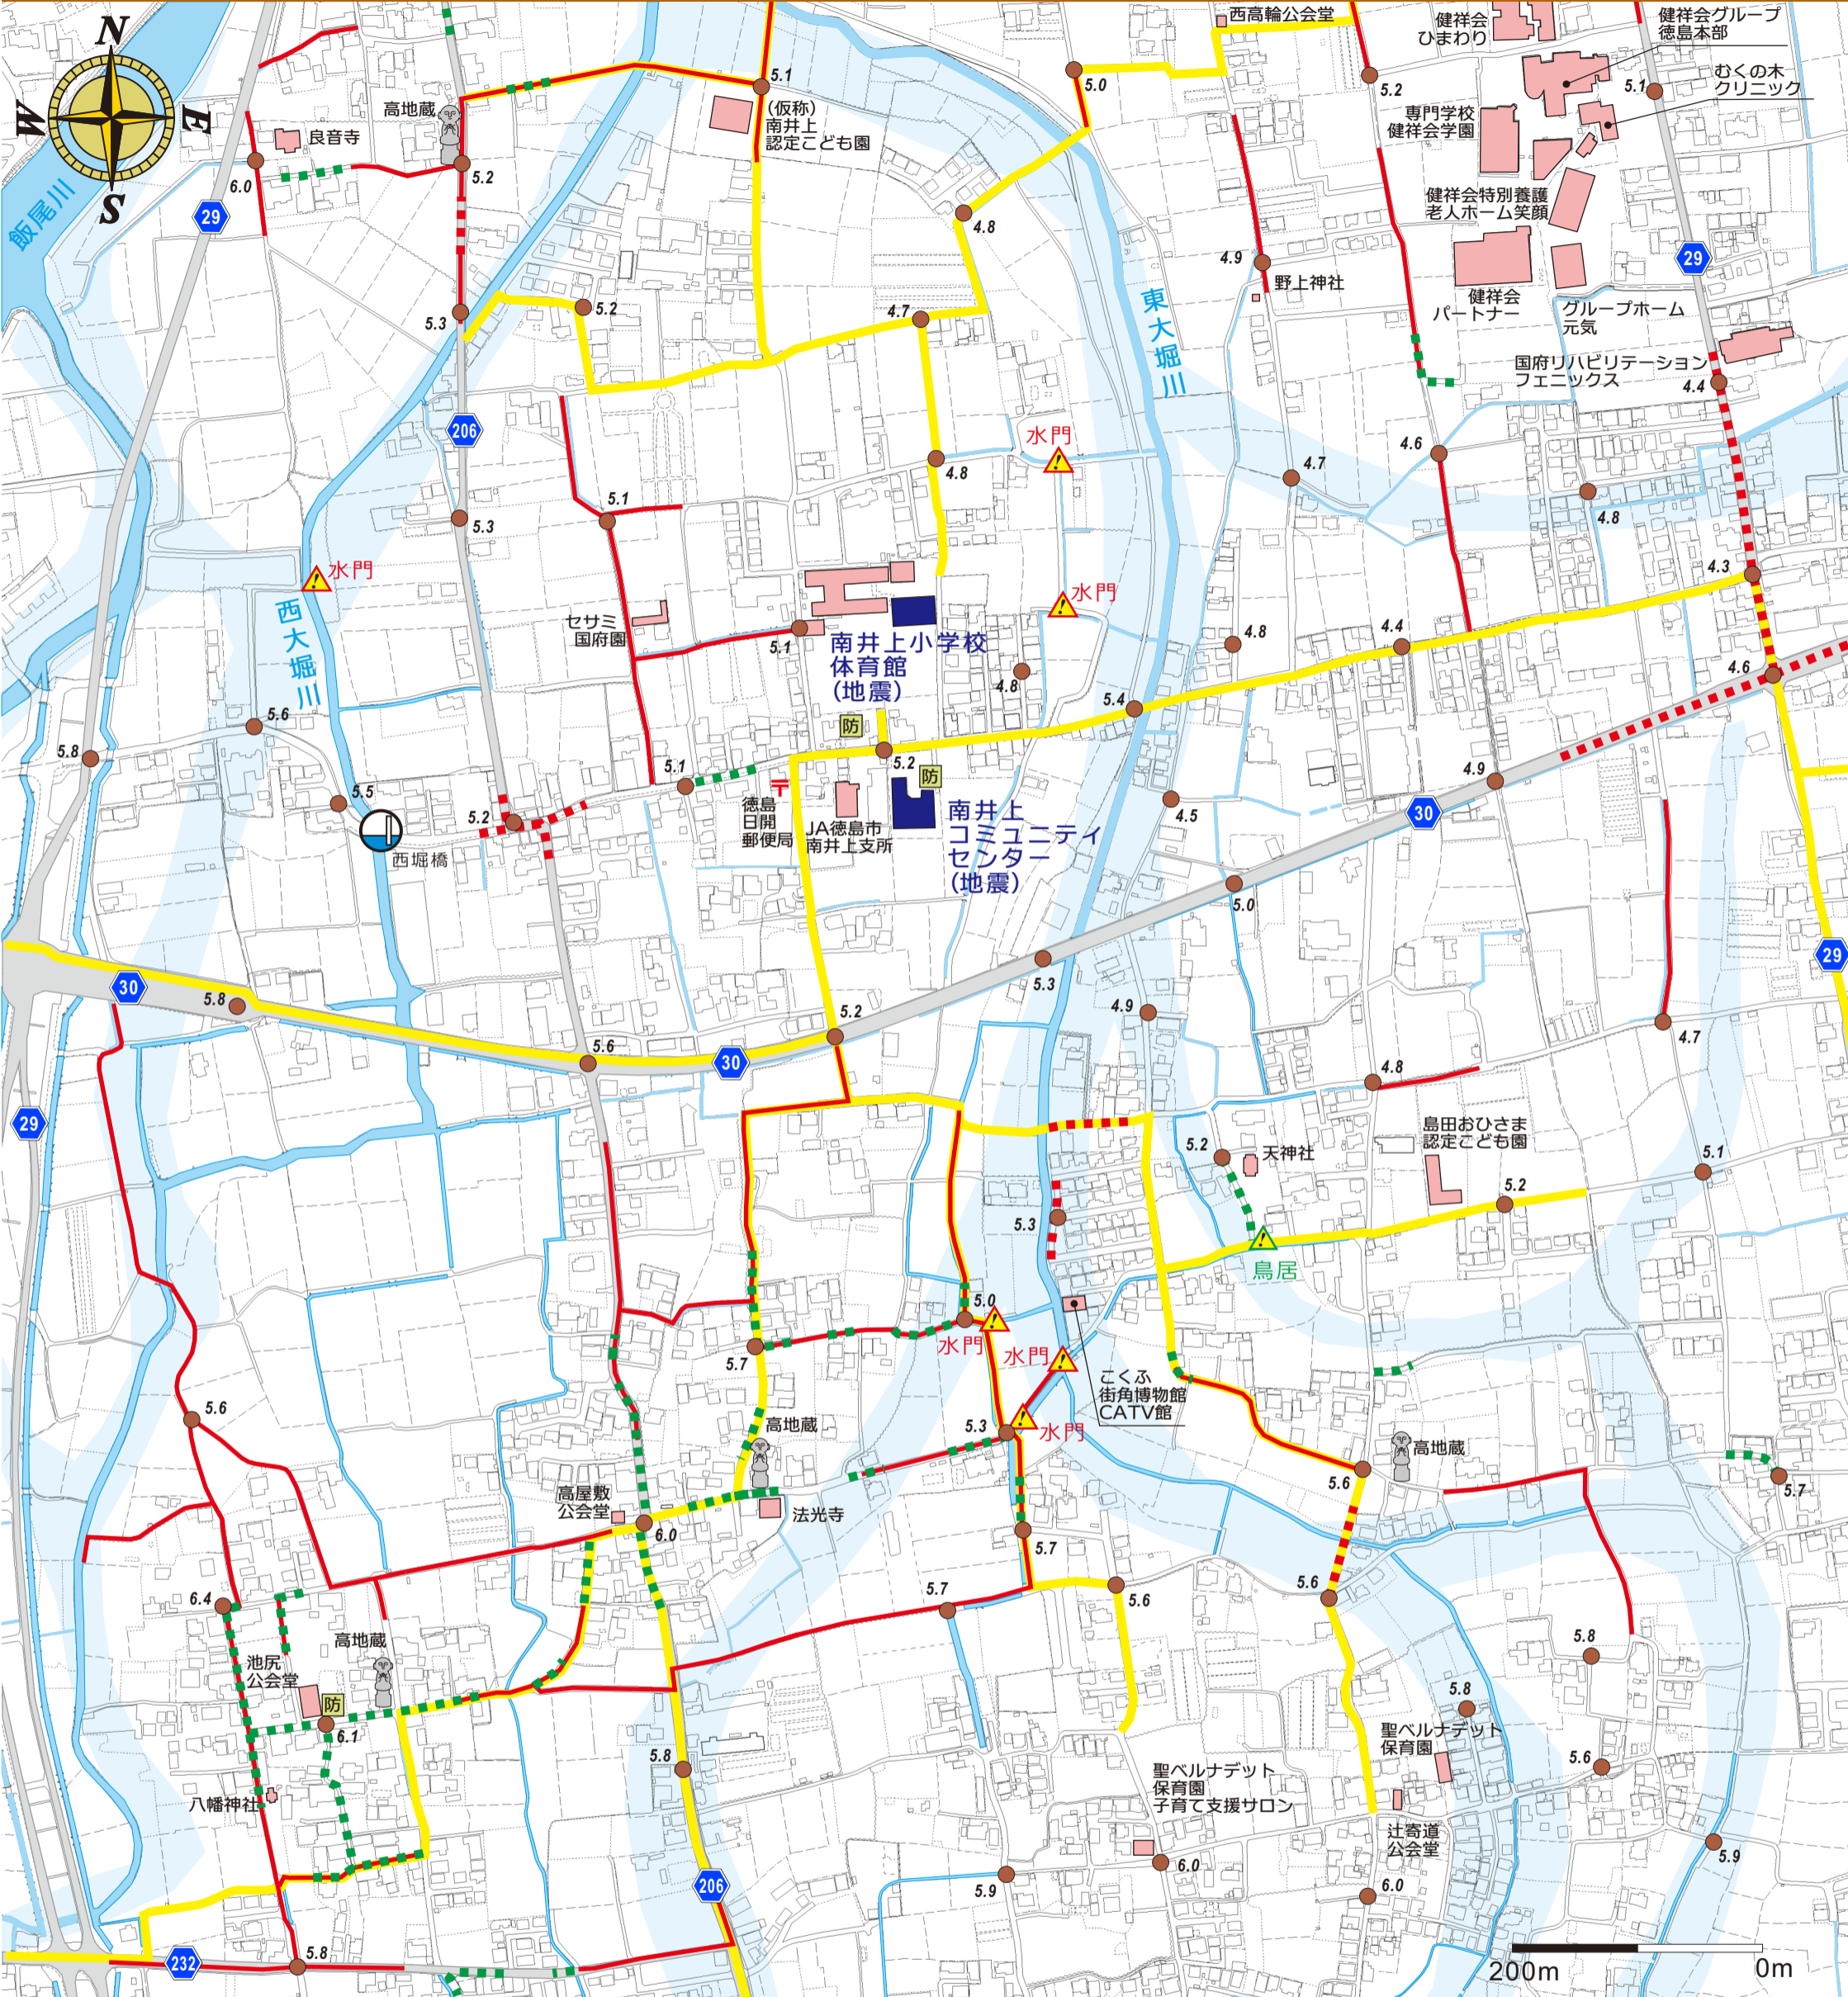 N
E
S
W
飯尾川
良音寺
6.0
29
高地蔵
5.2
5.3
206
5.3
5.1
(仮称)
南井上
認定こども園
5.2
4.7
4.8
5.0
西高輪公会堂
健祥会
ひまわり
健祥会グループ
徳島本部
むくの木
クリニック
5.2
5.1
専門学校
健祥会学園
健祥会特別養護
老人ホーム笑顔
4.9
野上神社
健祥会
パートナー
グループホーム
元気
29
国府リハビリテーション
フェニックス
4.4
東大堀川
水門
4.8
4.7
4.6
4.8
4.3
5.1
水門
西大堀川
セサミ
国府園
5.1
南井上小学校
体育館
(地震)
水門
4.8
4.8
4.4
4.6
5.4
5.6
5.8
5.5
西堀橋
5.2
5.1
防
5.2
防
〒
徳島
日開
郵便局
JA徳島市
南井上支所
南井上
コミュニティ
センター
(地震)
4.5
4.9
30
5.0
29
5.3
30
5.8
5.6
30
5.2
4.9
4.7
29
4.8
島田おひさま
認定こども園
5.2
天神社
5.1
5.2
5.3
鳥居
5.0
水門
水門
5.7
こくふ
街角博物館
CATV館
5.6
高地蔵
5.3
水門
高地蔵
5.6
5.7
高屋敷
公会堂
6.0
法光寺
5.7
5.7
5.6
5.6
6.4
高地蔵
池尻
公会堂
防
6.1
5.8
5.8
聖ベルナデット
保育園
5.6
5.8
八幡神社
聖ベルナデット
保育園
子育て支援サロン
辻寄道
公会堂
5.9
6.0
5.9
6.0
206
232
5.8
200m
0m